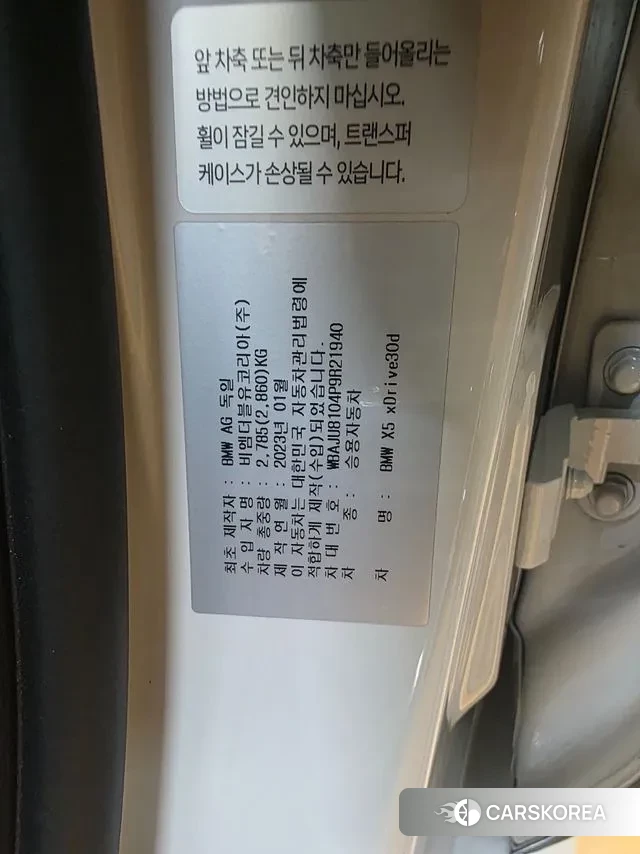 앞 차축 또는 뒤 차축만 들어올리는
방법으로 견인하지 마십시오.
휠이 잠길 수 있으며, 트랜스퍼
케이스가 손상될 수 있습니다.
최초 제작자 : BMW AG 독일
수 입 자 명 : 비엠더블유코리아(주)
차량 총중량 : 2,785(2,860)KG
제 작 연 월 : 2023년 01월
이 자동차는 대한민국 자동차관리법령에
적합하게 제작(수입)되었습니다.
차 대 번 호 : WBAJU8104P9R21940
차 종 : 승용자동차
차 명 : BMW X5 xDrive30d
CARSKOREA